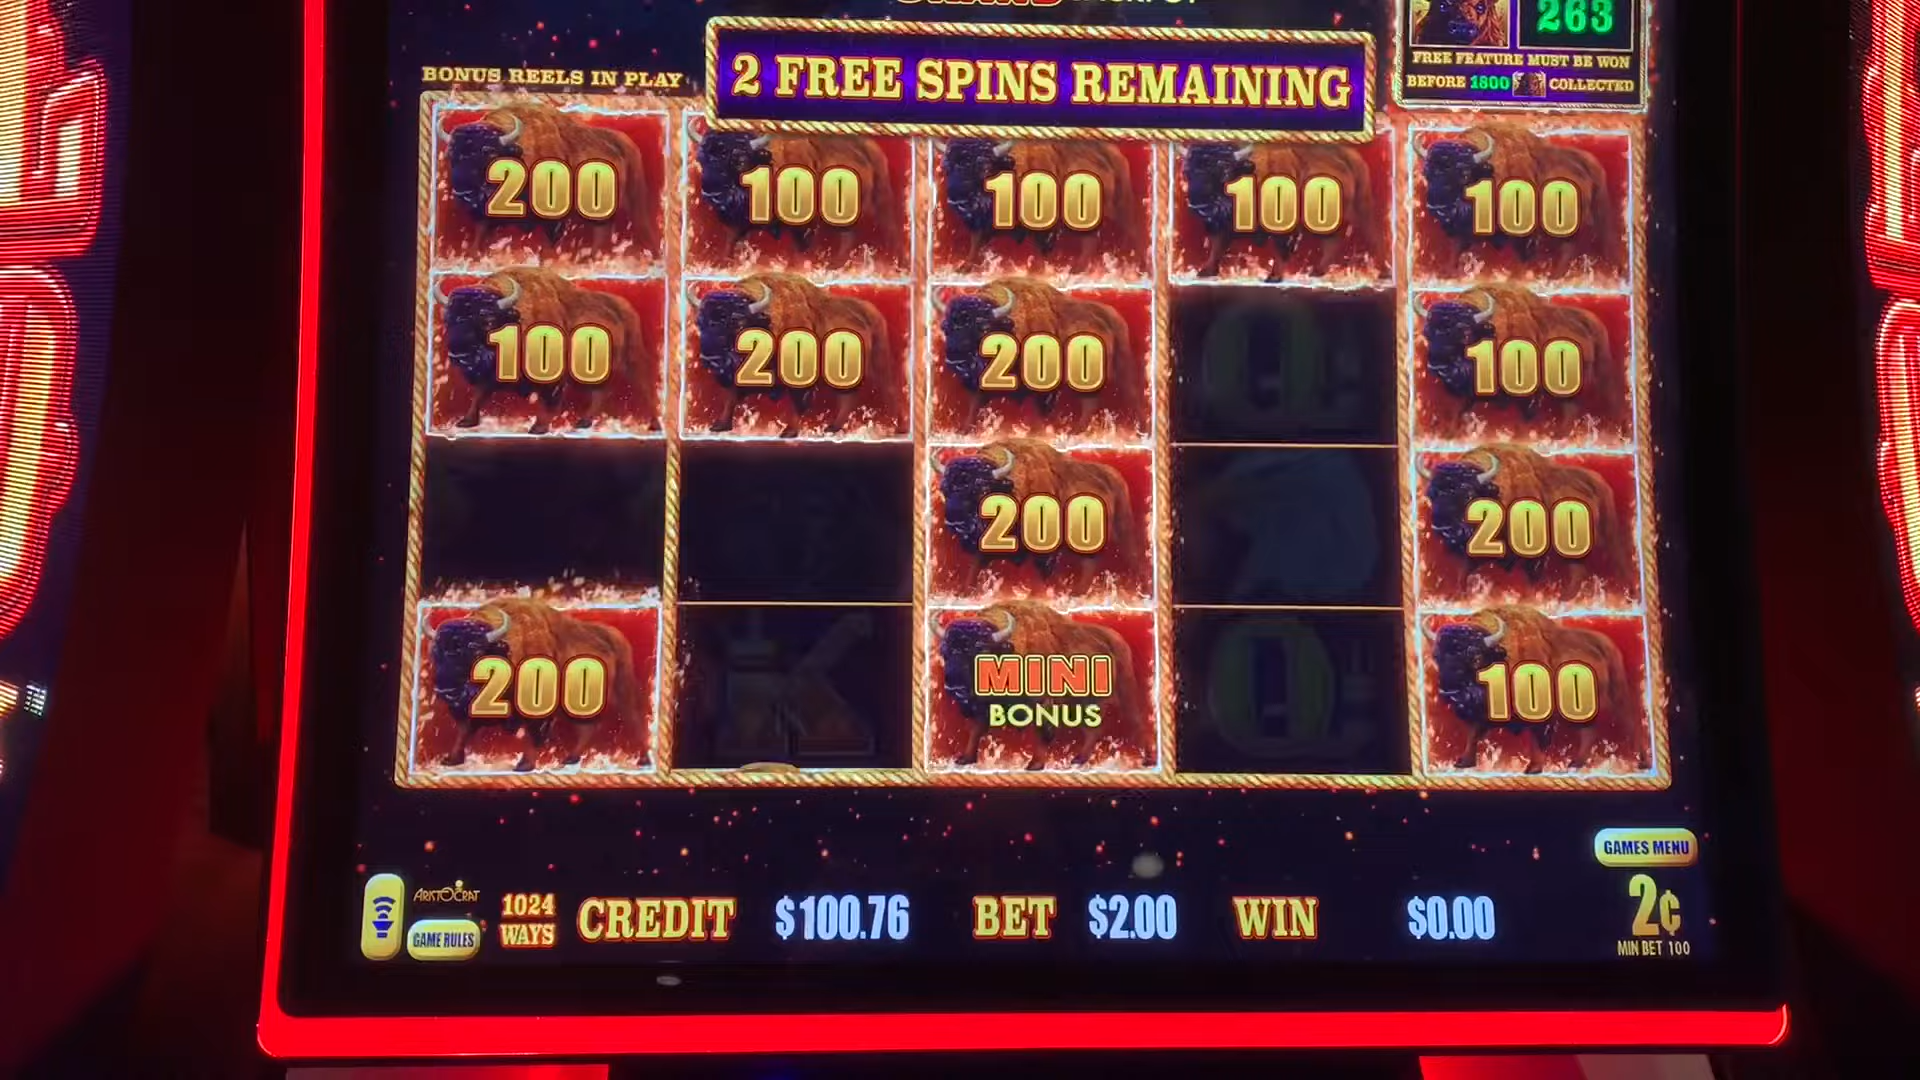 JACKPOT
263
FREE FEATURE MUST BE WON
BEFORE 1800 COLLECTED
BONUS REELS IN PLAY
2 FREE SPINS REMAINING
200 100 100 100 100
100 200 200 100
200 200
200 MINI BONUS 100
GAMES MENU
ARISTOCRAT
GAME RULES
1024 WAYS
CREDIT $100.76 BET $2.00 WIN $0.00
2¢
MIN BET 100